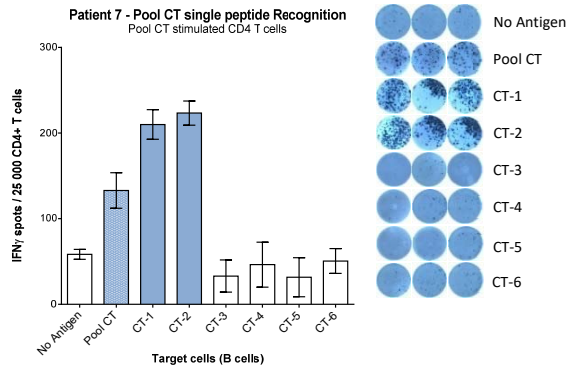 Patient 7 - Pool CT single peptide Recognition
Pool CT stimulated CD4 T cells
IFNγ spots / 25 000 CD4+ T cells
300
200
100
0
No Antigen
Pool CT
CT-1
CT-2
CT-3
CT-4
CT-5
CT-6
Target cells (B cells)
No Antigen
Pool CT
CT-1
CT-2
CT-3
CT-4
CT-5
CT-6